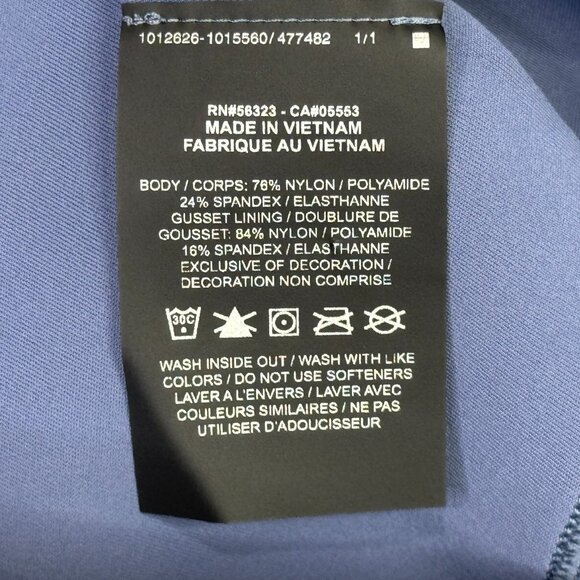 1012626-1015560/ 477482 1/1
RN#56323 - CA#05553
MADE IN VIETNAM
FABRIQUE AU VIETNAM
BODY / CORPS: 76% NYLON / POLYAMIDE
24% SPANDEX / ELASTHANNE
GUSSET LINING / DOUBLURE DE
GOUSSET: 84% NYLON / POLYAMIDE
16% SPANDEX / ELASTHANNE
EXCLUSIVE OF DECORATION /
DECORATION NON COMPRISE
30C
WASH INSIDE OUT / WASH WITH LIKE
COLORS / DO NOT USE SOFTENERS
LAVER A L'ENVERS / LAVER AVEC
COULEURS SIMILAIRES / NE PAS
UTILISER D'ADOUCISSEUR